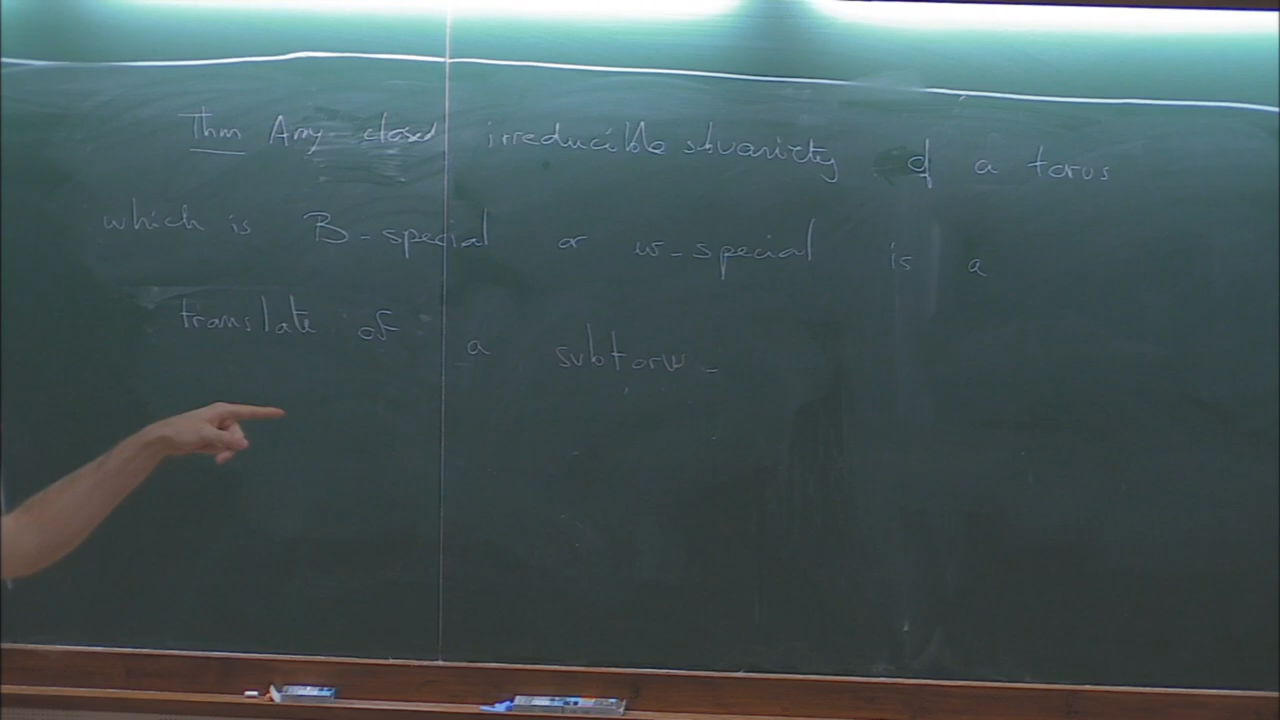 Thm Any closed irreducible subvariety of a torus
which is B-special or w-special is a
translate of a subtorus.